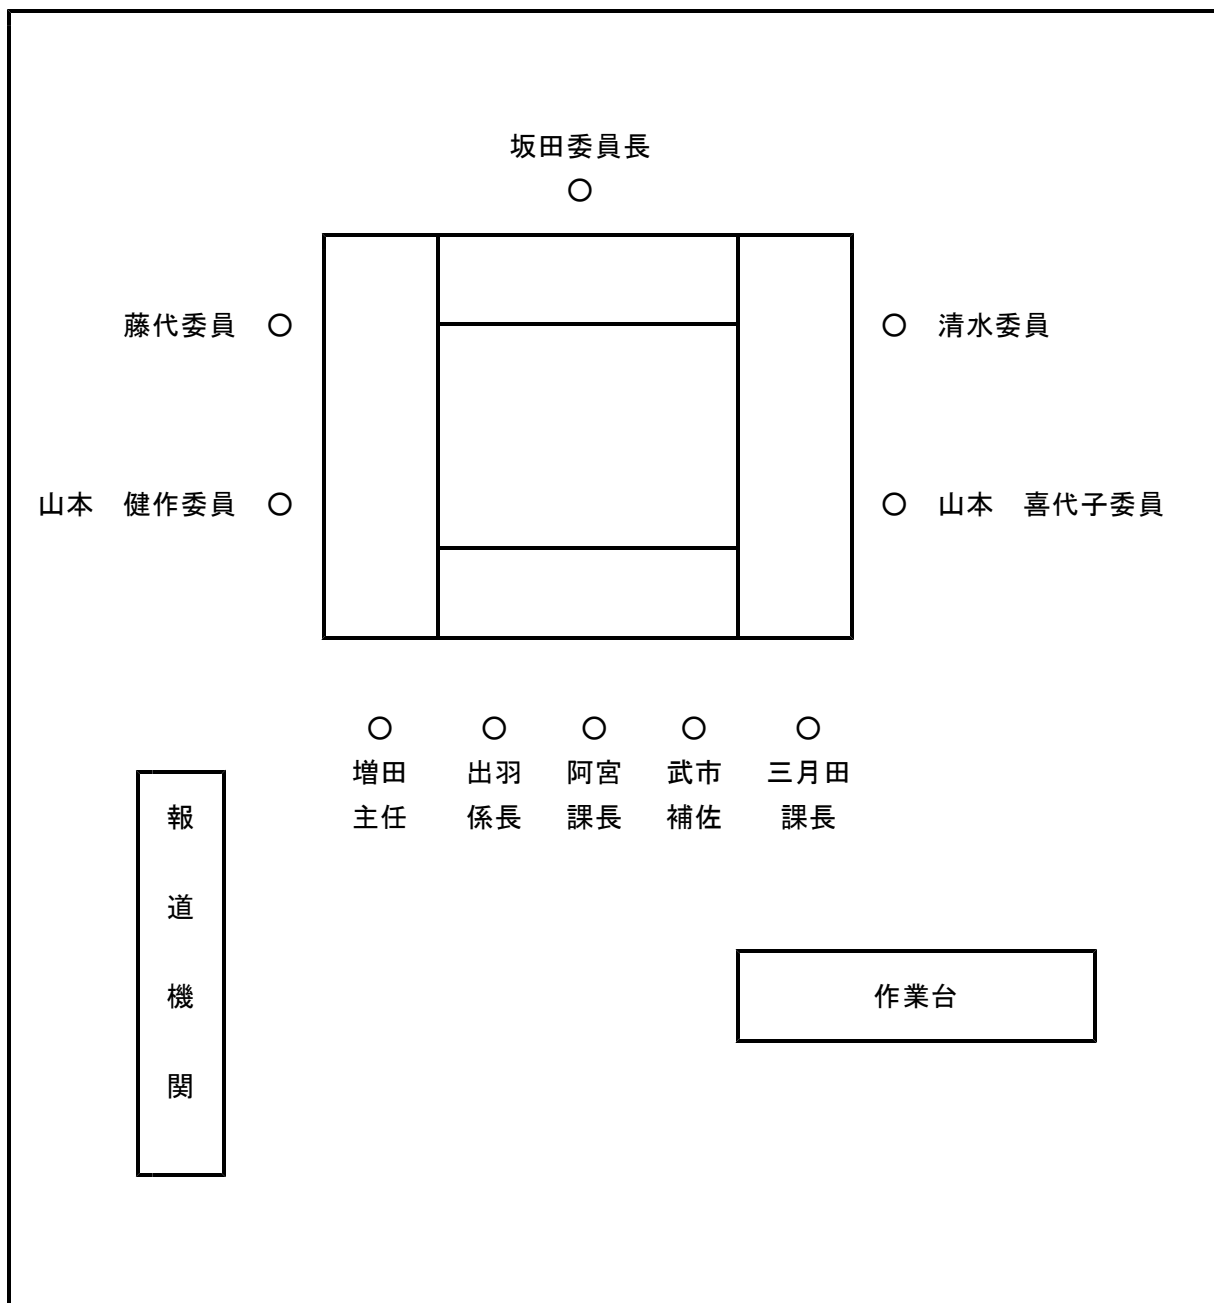 坂田委員長
○
藤代委員　○　○　清水委員
山本　健作委員　○　○　山本　喜代子委員
○　○　○　○　○
増田　出羽　阿宮　武市　三月田
主任　係長　課長　補佐　課長
報道機関
作業台